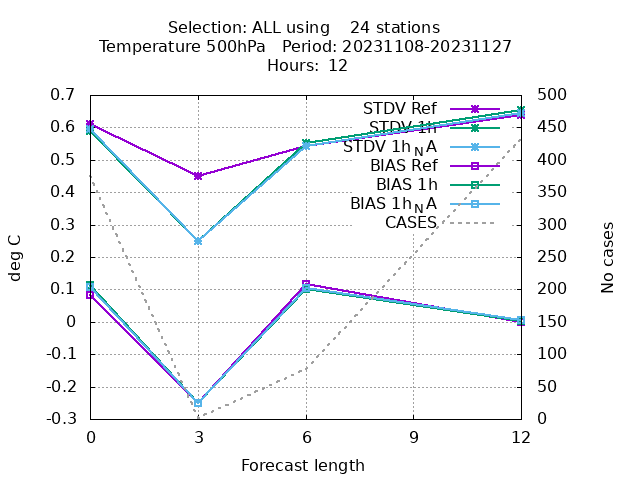 Selection: ALL using 24 stations
Temperature 500hPa Period: 20231108-20231127
Hours: 12
0.7
0.6
0.5
0.4
0.3
0.2
0.1
0
-0.1
-0.2
-0.3
deg C
STDV Ref
STDV 1h
STDV 1h_N A
BIAS Ref
BIAS 1h
BIAS 1h_N A
CASES
500
450
400
350
300
250
200
150
100
50
0
No cases
0 3 6 9 12
Forecast length